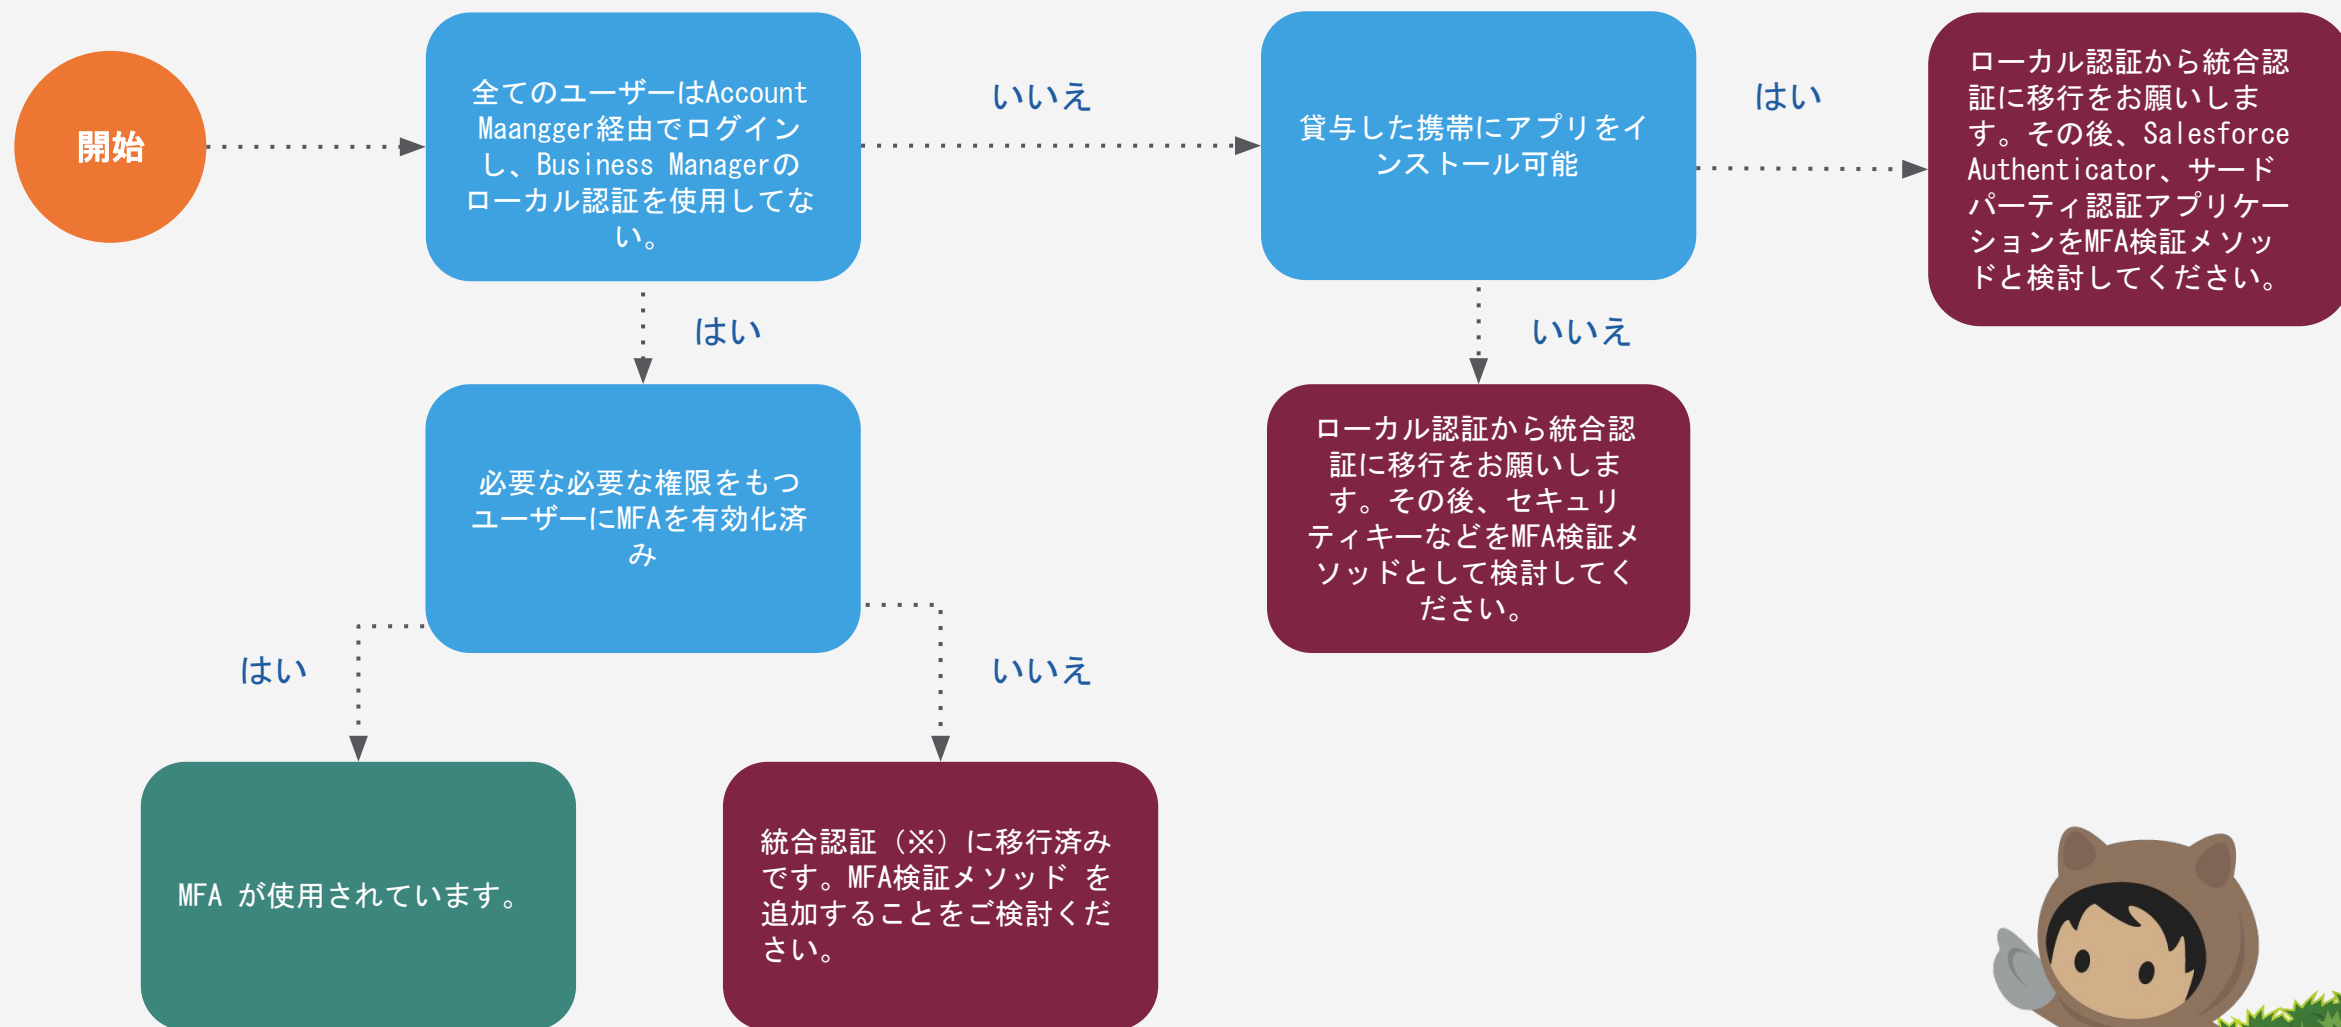 開始
全てのユーザーはAccount
Maangger経由でログイン
し、Business Managerの
ローカル認証を使用してな
い。
いいえ
貸与した携帯にアプリをイ
ンストール可能
はい
ローカル認証から統合認
証に移行をお願いしま
す。その後、Salesforce
Authenticator、サード
パーティ認証アプリケー
ションをMFA検証メソッ
ドと検討してください。
はい
いいえ
必要な必要な権限をもつ
ユーザーにMFAを有効化済
み
ローカル認証から統合認
証に移行をお願いしま
す。その後、セキュリ
ティキーなどをMFA検証メ
ソッドとして検討してく
ださい。
はい
いいえ
MFA が使用されています。
統合認証（※）に移行済み
です。MFA検証メソッド を
追加することをご検討くだ
さい。